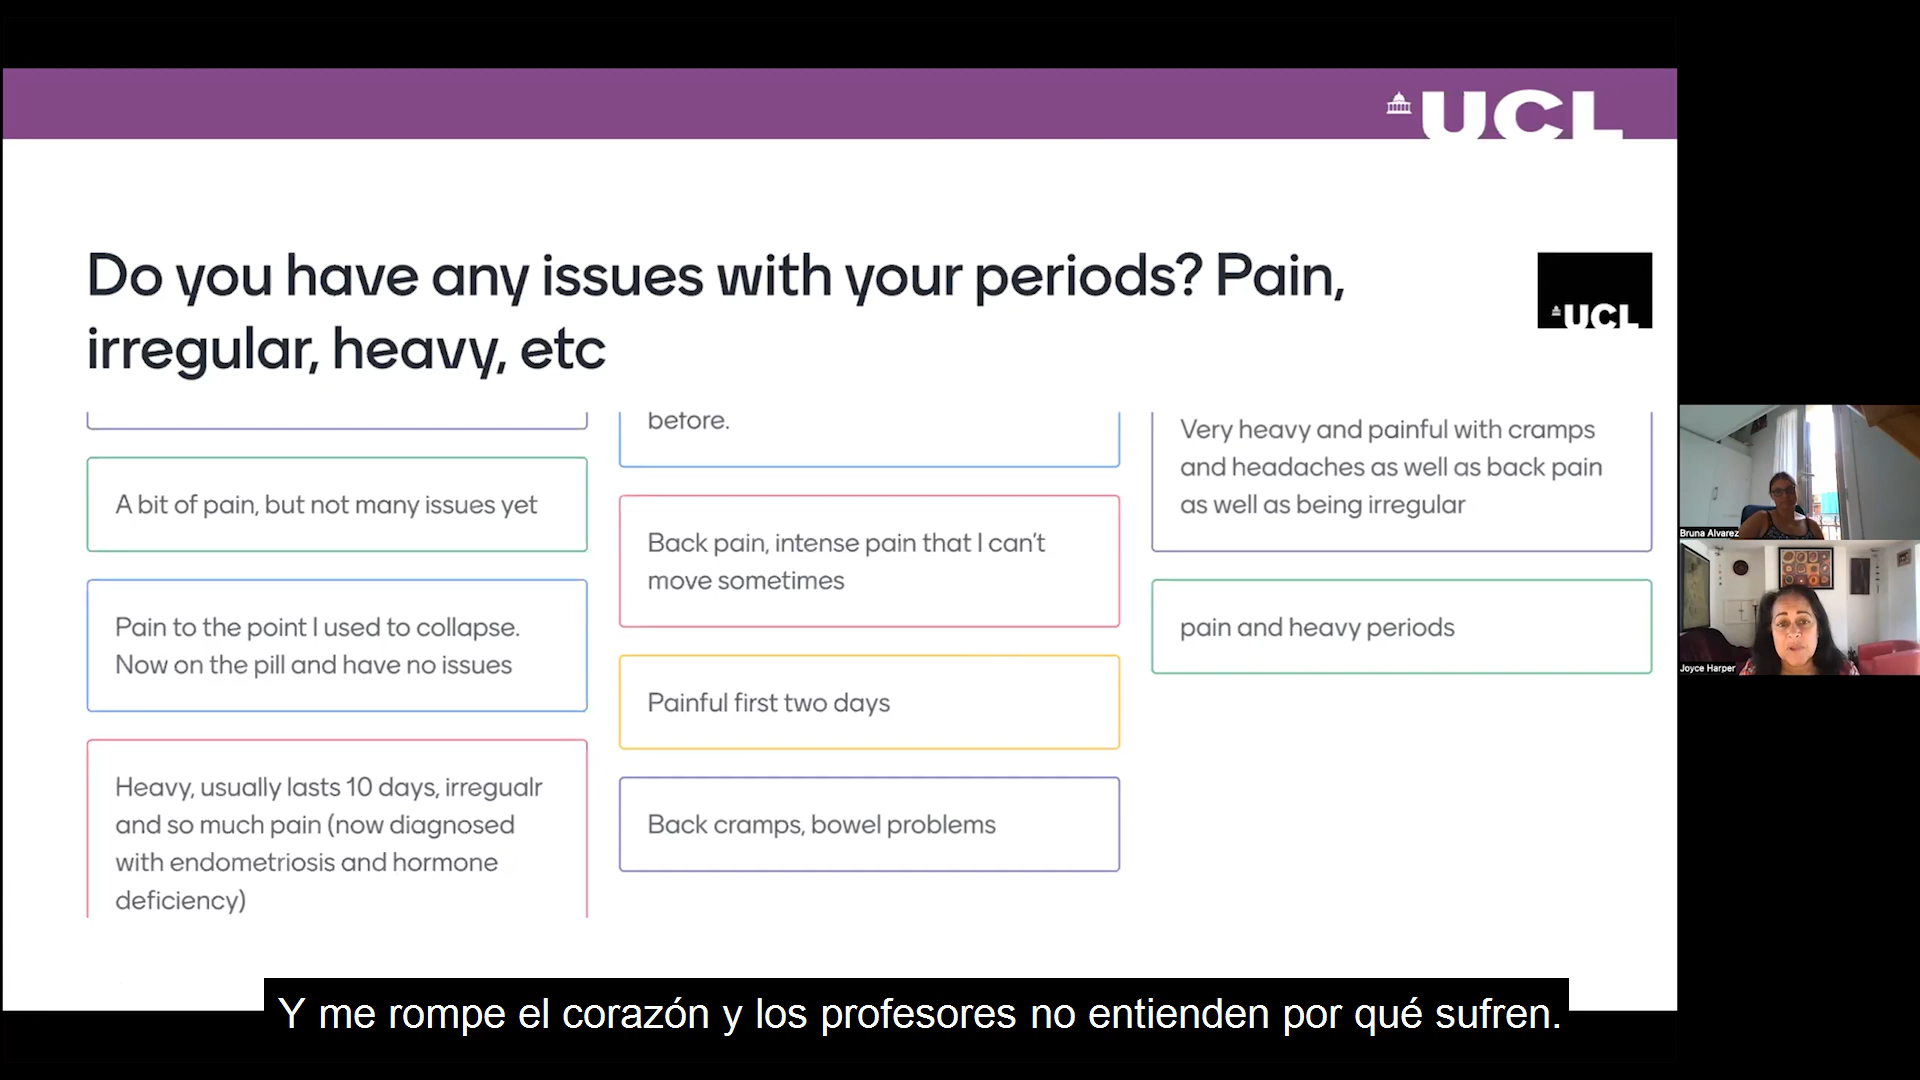 UCL
Do you have any issues with your periods? Pain,
irregular, heavy, etc
UCL
A bit of pain, but not many issues yet
Pain to the point I used to collapse.
Now on the pill and have no issues
Heavy, usually lasts 10 days, irregualr
and so much pain (now diagnosed
with endometriosis and hormone
deficiency)
before.
Back pain, intense pain that I can't
move sometimes
Painful first two days
Back cramps, bowel problems
Very heavy and painful with cramps
and headaches as well as back pain
as well as being irregular
pain and heavy periods
Bruna Alvarez
Joyce Harper
Y me rompe el corazón y los profesores no entienden por qué sufren.